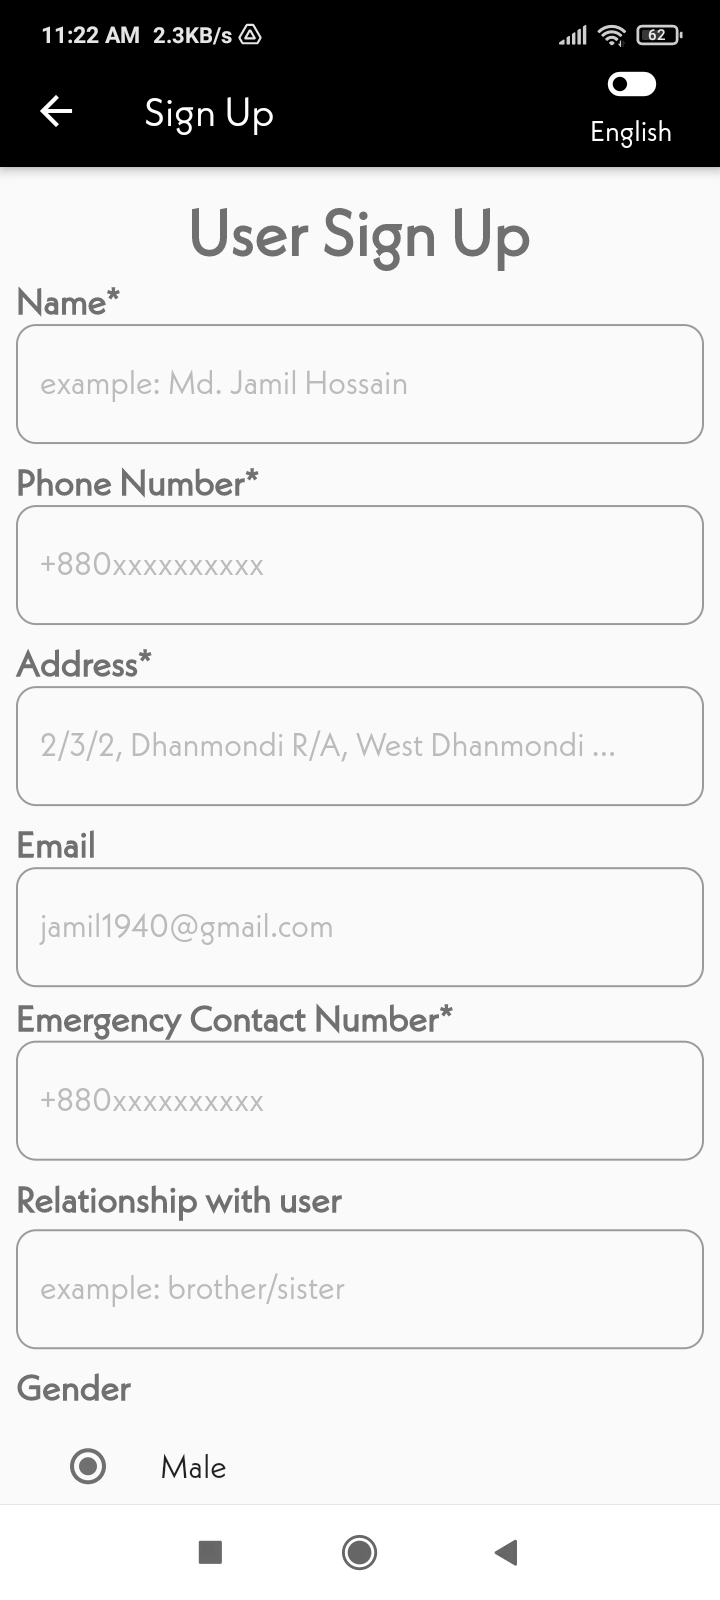 11:22 AM 2.3KB/s 62
Sign Up
English
User Sign Up
Name*
example: Md. Jamil Hossain
Phone Number*
+880xxxxxxxxxx
Address*
2/3/2, Dhanmondi R/A, West Dhanmondi ...
Email
jamil1940@gmail.com
Emergency Contact Number*
+880xxxxxxxxxx
Relationship with user
example: brother/sister
Gender
Male